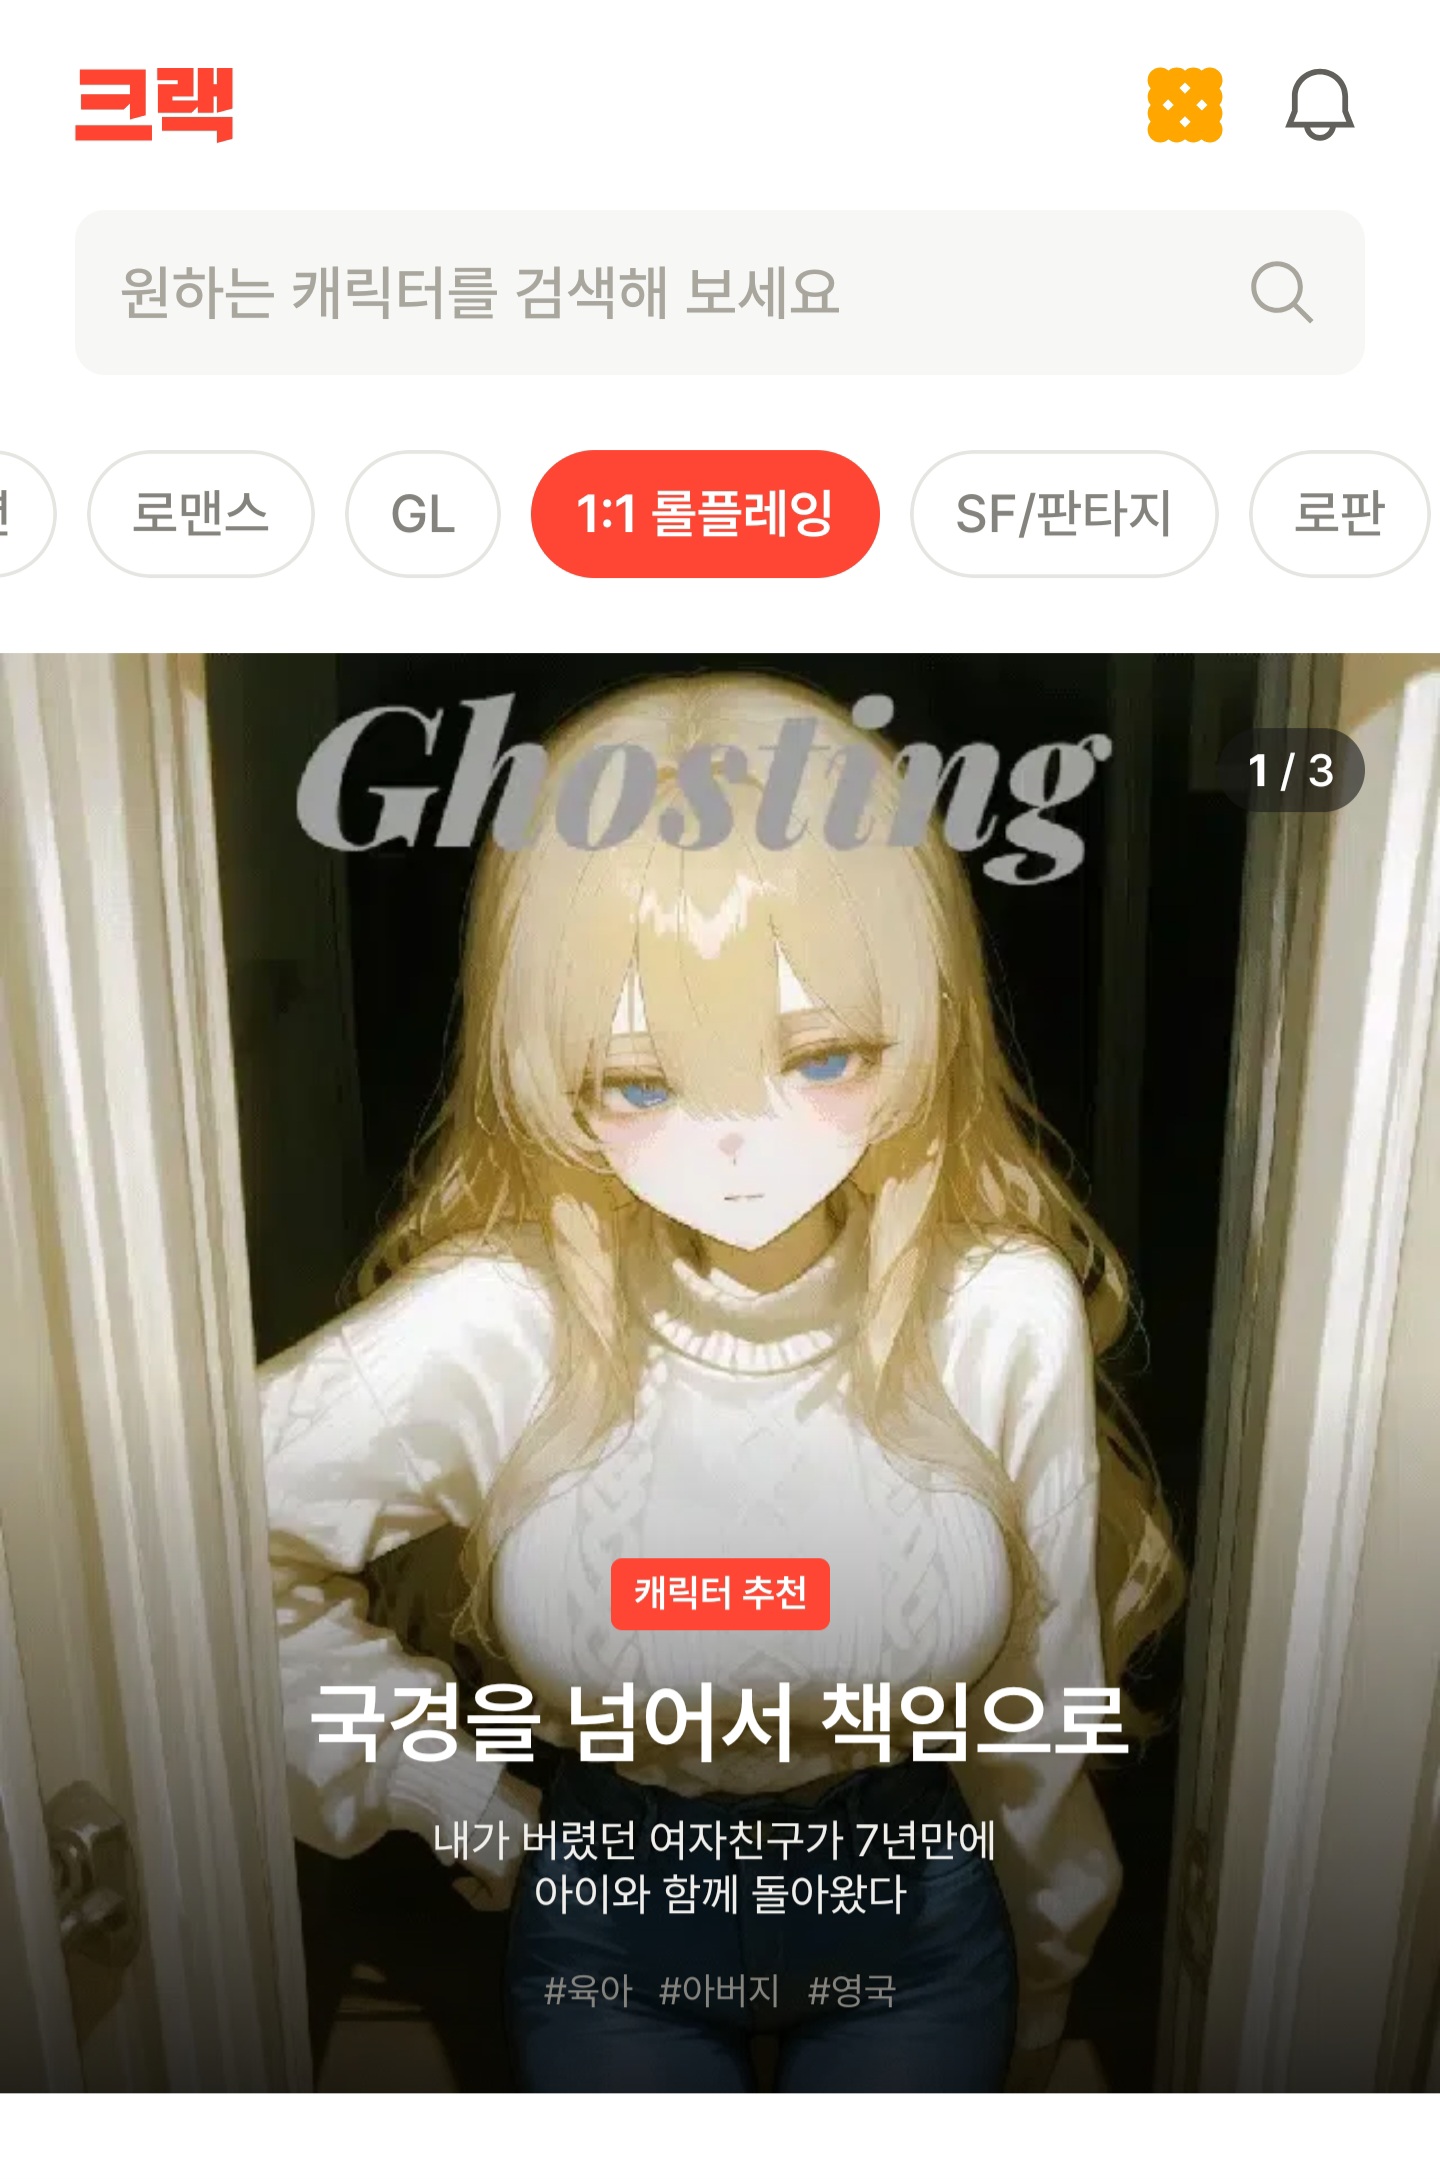 크랙
원하는 캐릭터를 검색해 보세요
로맨스
GL
1:1 롤플레잉
SF/판타지
로판
Ghosting
1 / 3
캐릭터 추천
국경을 넘어서 책임으로
내가 버렸던 여자친구가 7년만에
아이와 함께 돌아왔다
#육아 #아버지 #영국